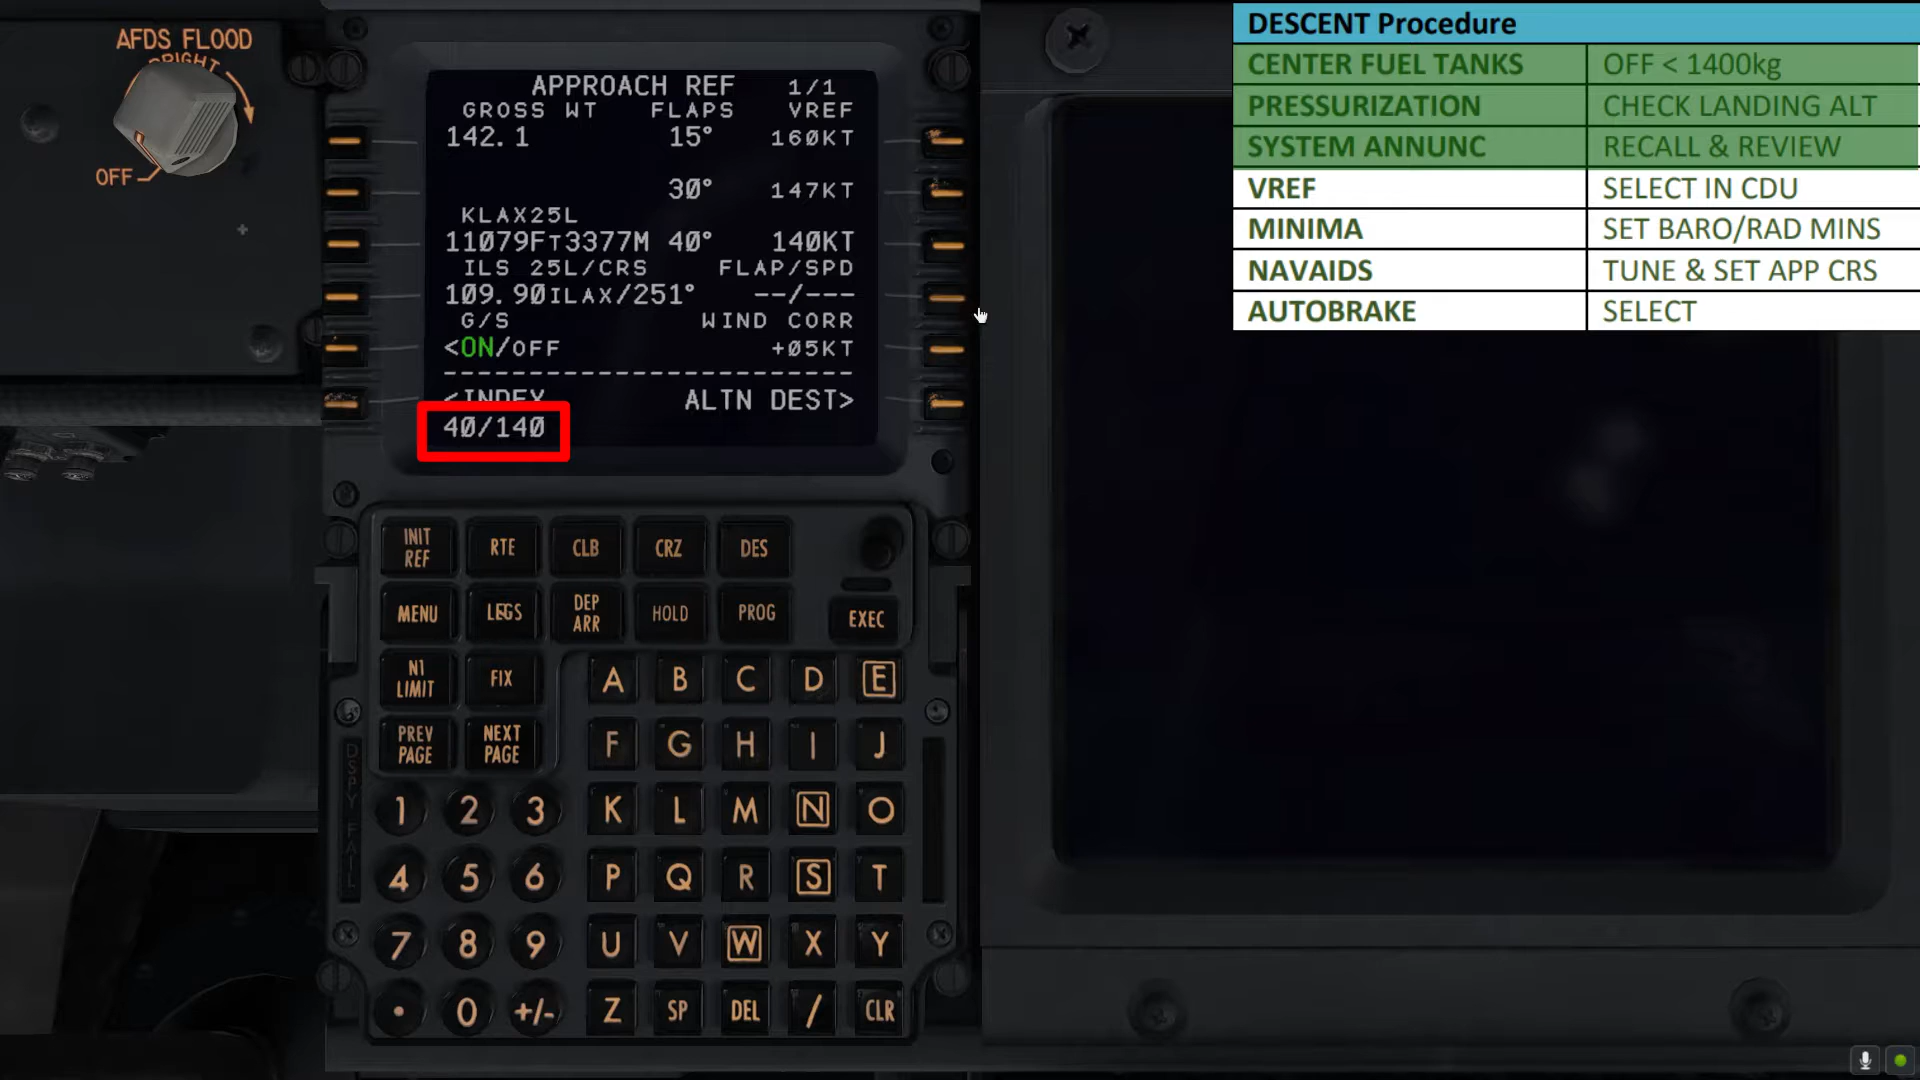 AFDS FLOOD
BRIGHT
OFF
APPROACH REF 1/1
GROSS WT FLAPS VREF
142.1 15° 160KT
30° 147KT
KLAX25L
11079FT3377M 40° 140KT
ILS 25L/CRS FLAP/SPD
109.90ILAX/251° --/---
G/S WIND CORR
<ON/OFF +05KT
--------------------------
<INDEX ALTN DEST>
40/140
INIT REF RTE CLB CRZ DES
MENU LEGS DEP ARR HOLD PROG EXEC
N1 LIMIT FIX
PREV PAGE NEXT PAGE
A B C D E
F G H I J
1 2 3 K L M N O
4 5 6 P Q R S T
7 8 9 U V W X Y
. 0 +/- Z SP DEL / CLR
DSPY FAIL
DESCENT Procedure
CENTER FUEL TANKS OFF < 1400kg
PRESSURIZATION CHECK LANDING ALT
SYSTEM ANNUNC RECALL & REVIEW
VREF SELECT IN CDU
MINIMA SET BARO/RAD MINS
NAVAIDS TUNE & SET APP CRS
AUTOBRAKE SELECT